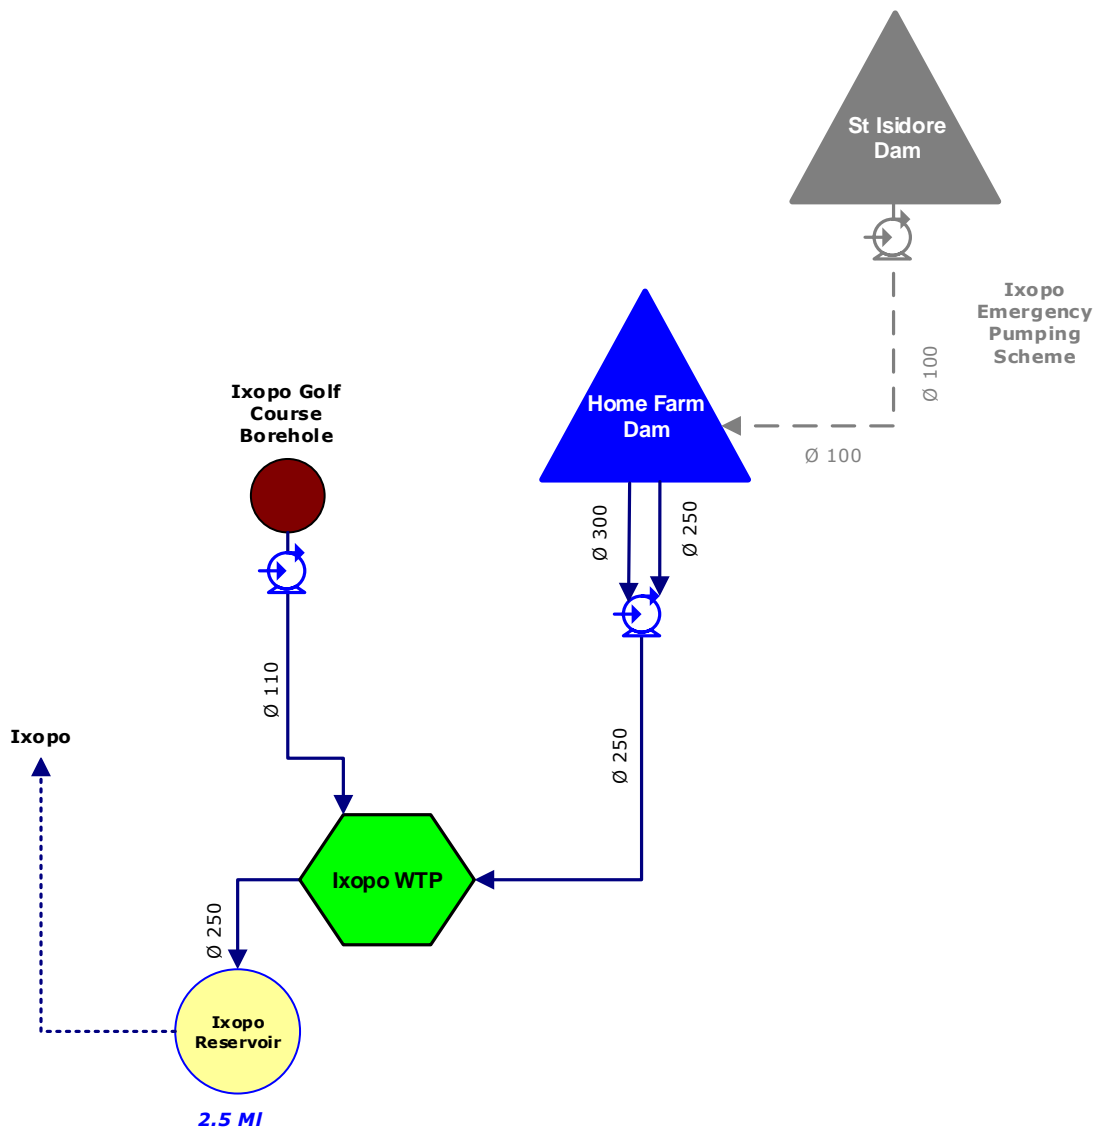 St Isidore
Dam
Ixopo
Emergency
Pumping
Scheme
Ø 100
Ø 100
Home Farm
Dam
Ixopo Golf
Course
Borehole
Ø 300
Ø 250
Ø 110
Ø 250
Ixopo
Ixopo WTP
Ø 250
Ixopo
Reservoir
2.5 Ml